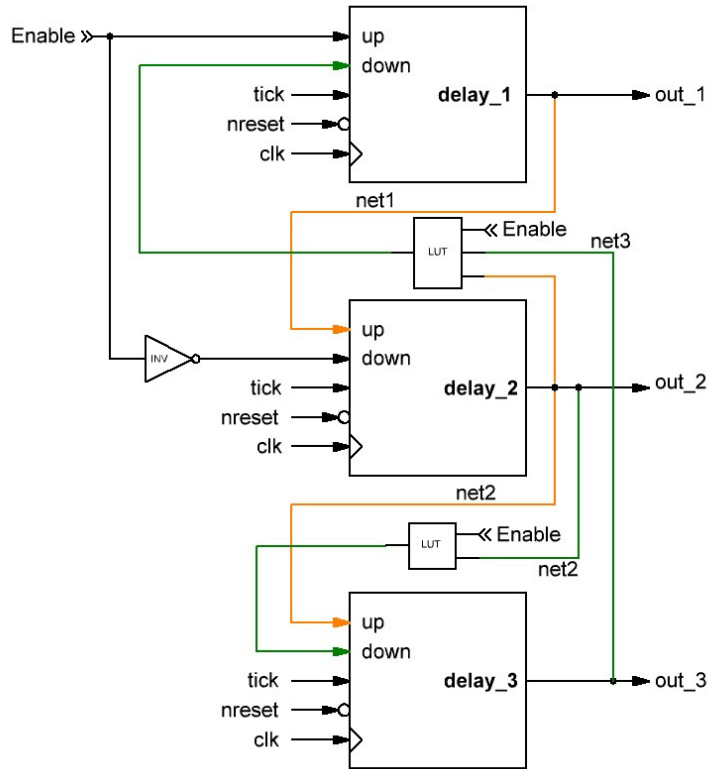 Enable
up
down
tick
delay_1
out_1
nreset
clk
net1
Enable
LUT
net3
up
INV
down
tick
delay_2
out_2
nreset
clk
net2
Enable
LUT
net2
up
down
tick
delay_3
out_3
nreset
clk